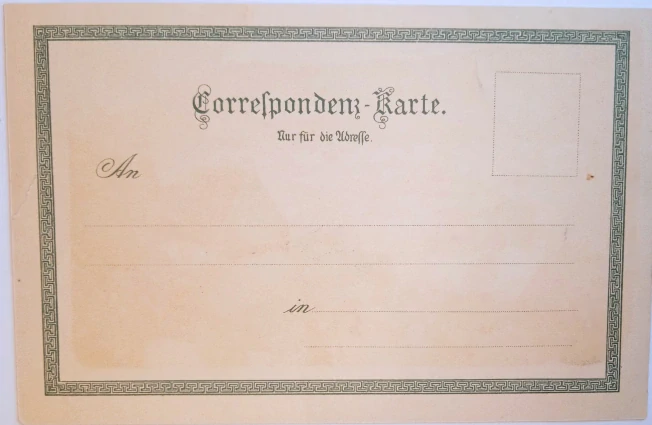 Correſpondenz-Karte.
Nur für die Adreſſe.
An
in